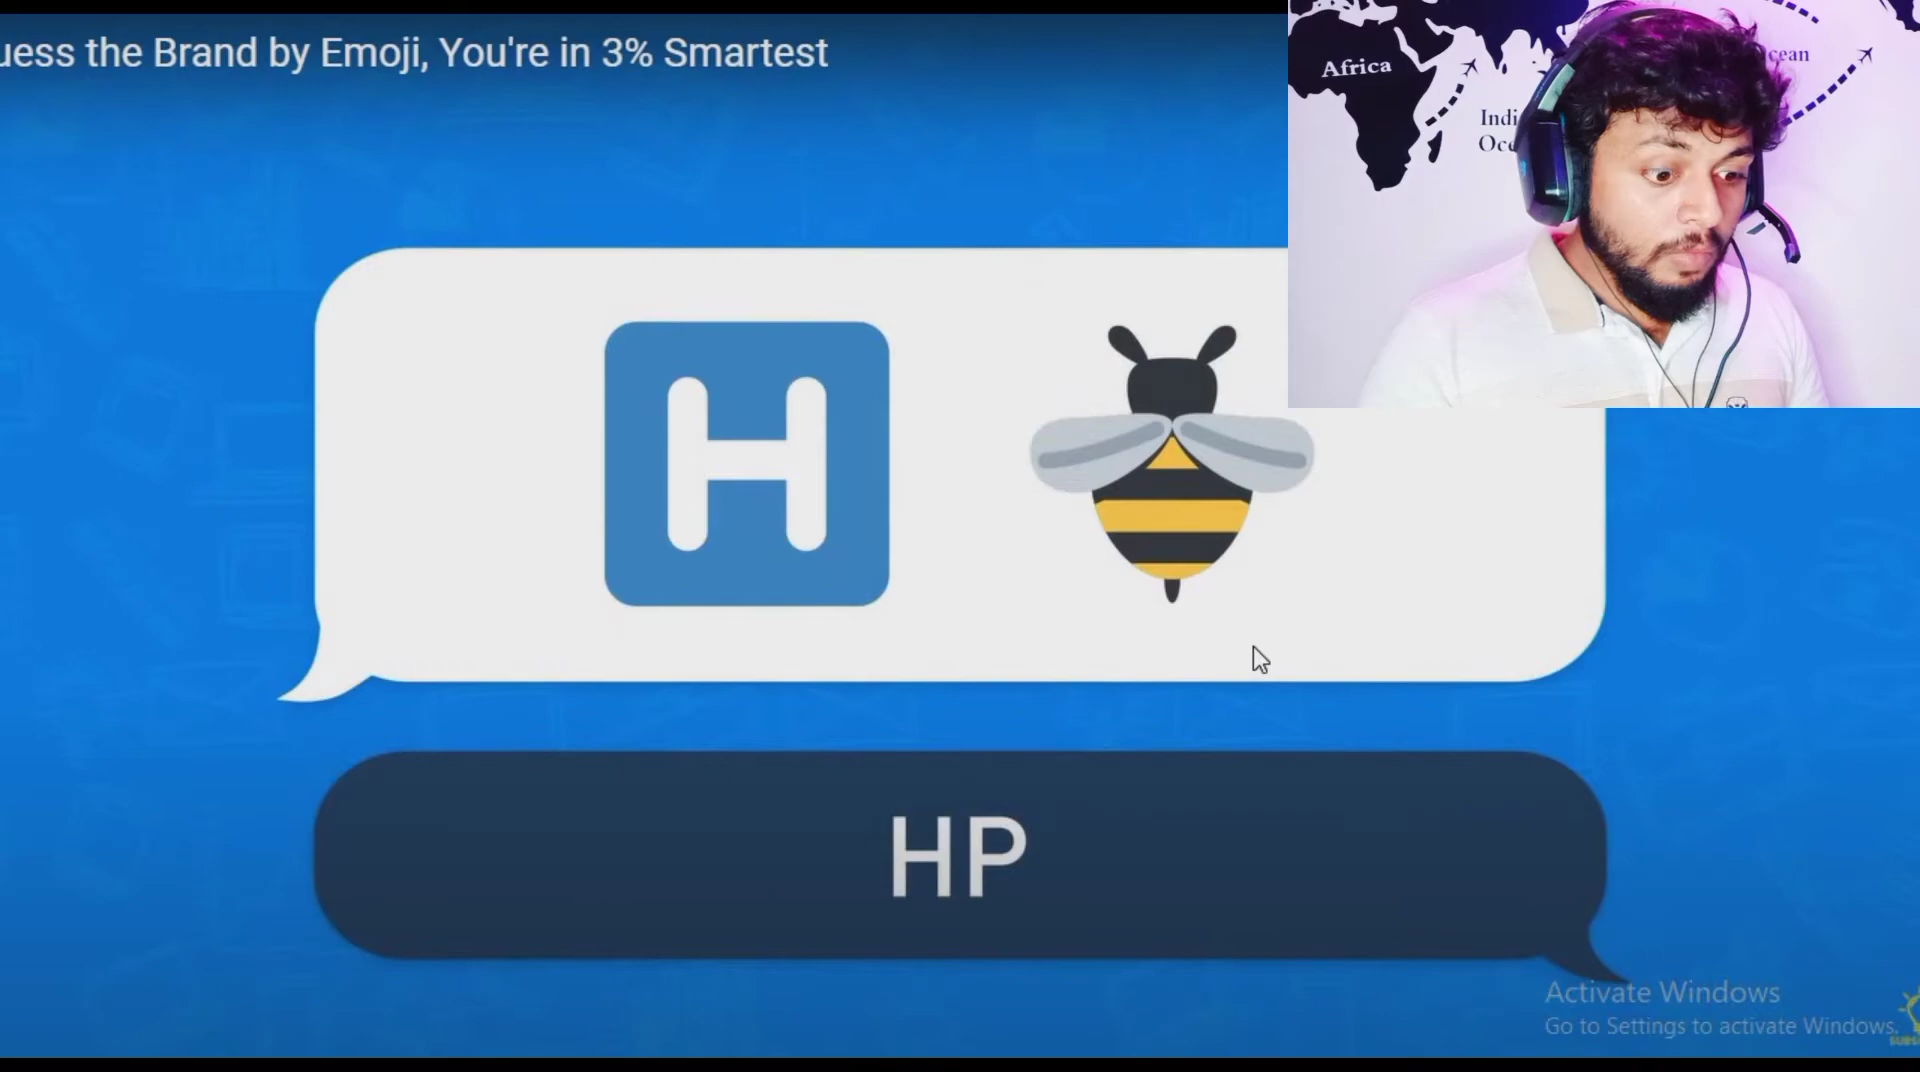 uess the Brand by Emoji, You're in 3% Smartest
Africa
cean
Indi
Oce
H
HP
Activate Windows
Go to Settings to activate Windows.